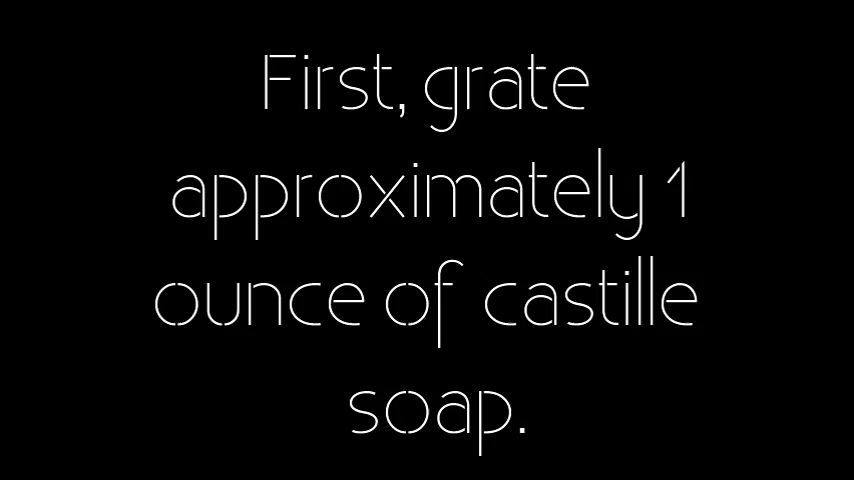 First, grate
approximately 1
ounce of castille
soap.